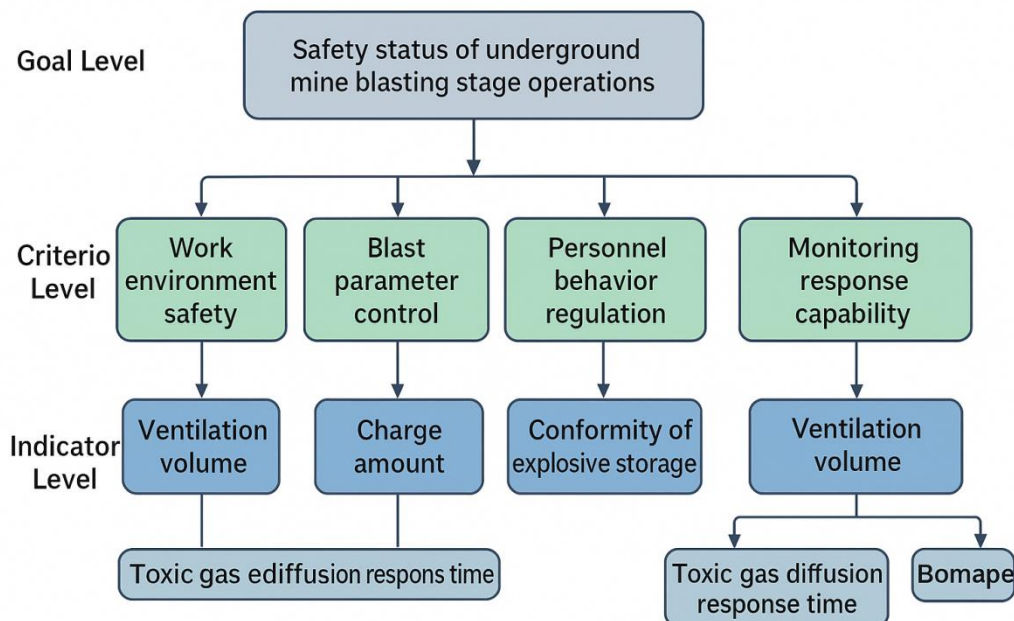 Goal Level
Safety status of underground
mine blasting stage operations
Criterio
Level
Work
environment
safety
Blast
parameter
control
Personnel
behavior
regulation
Monitoring
response
capability
Indicator
Level
Ventilation
volume
Charge
amount
Conformity of
explosive storage
Ventilation
volume
Toxic gas ediffusion respons time
Toxic gas diffusion
response time
Bomape